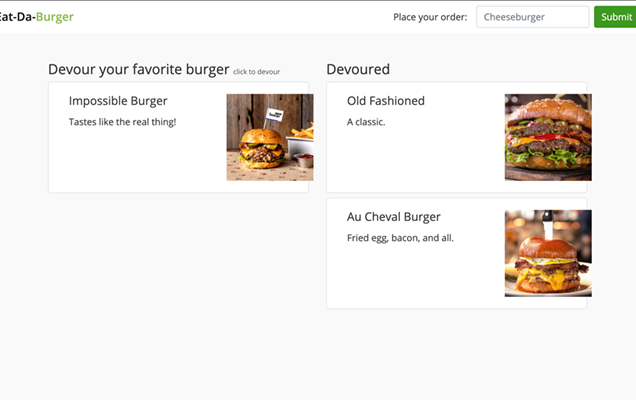 Eat-Da-Burger
Place your order:
Cheeseburger
Submit
Devour your favorite burger click to devour
Impossible Burger
Tastes like the real thing!
Devoured
Old Fashioned
A classic.
Au Cheval Burger
Fried egg, bacon, and all.